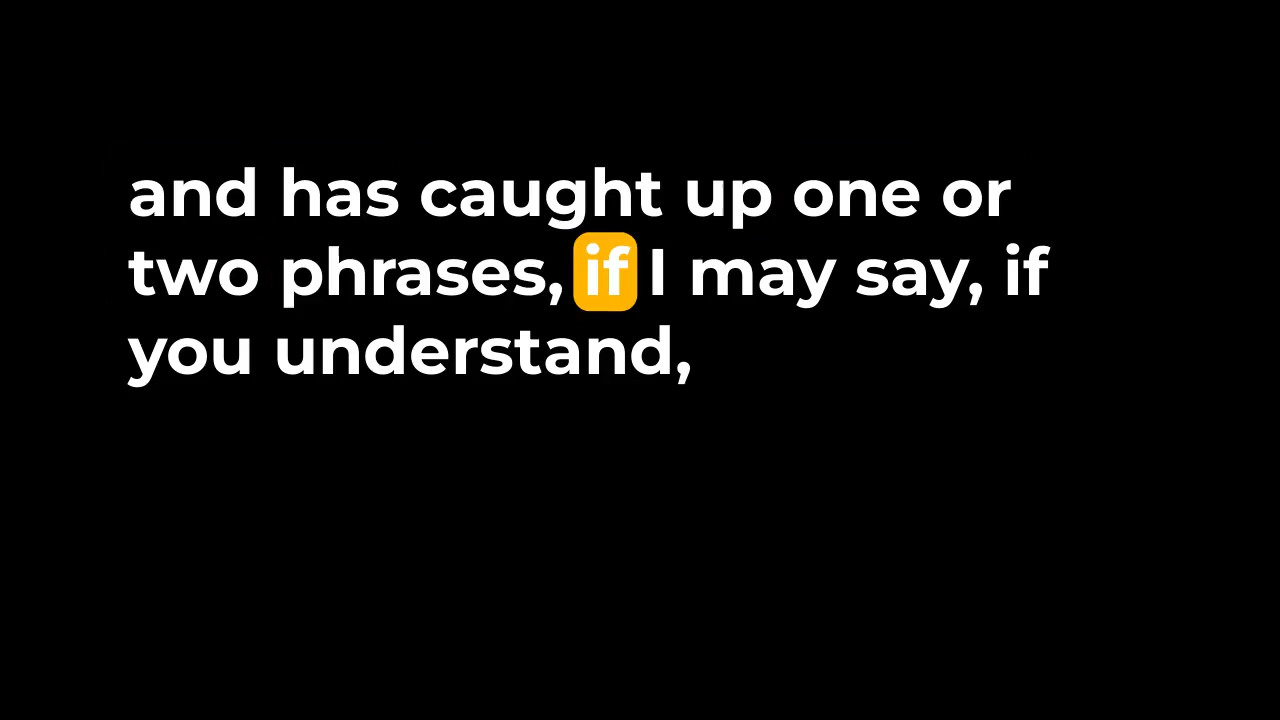 and has caught up one or
two phrases, if I may say, if
you understand,